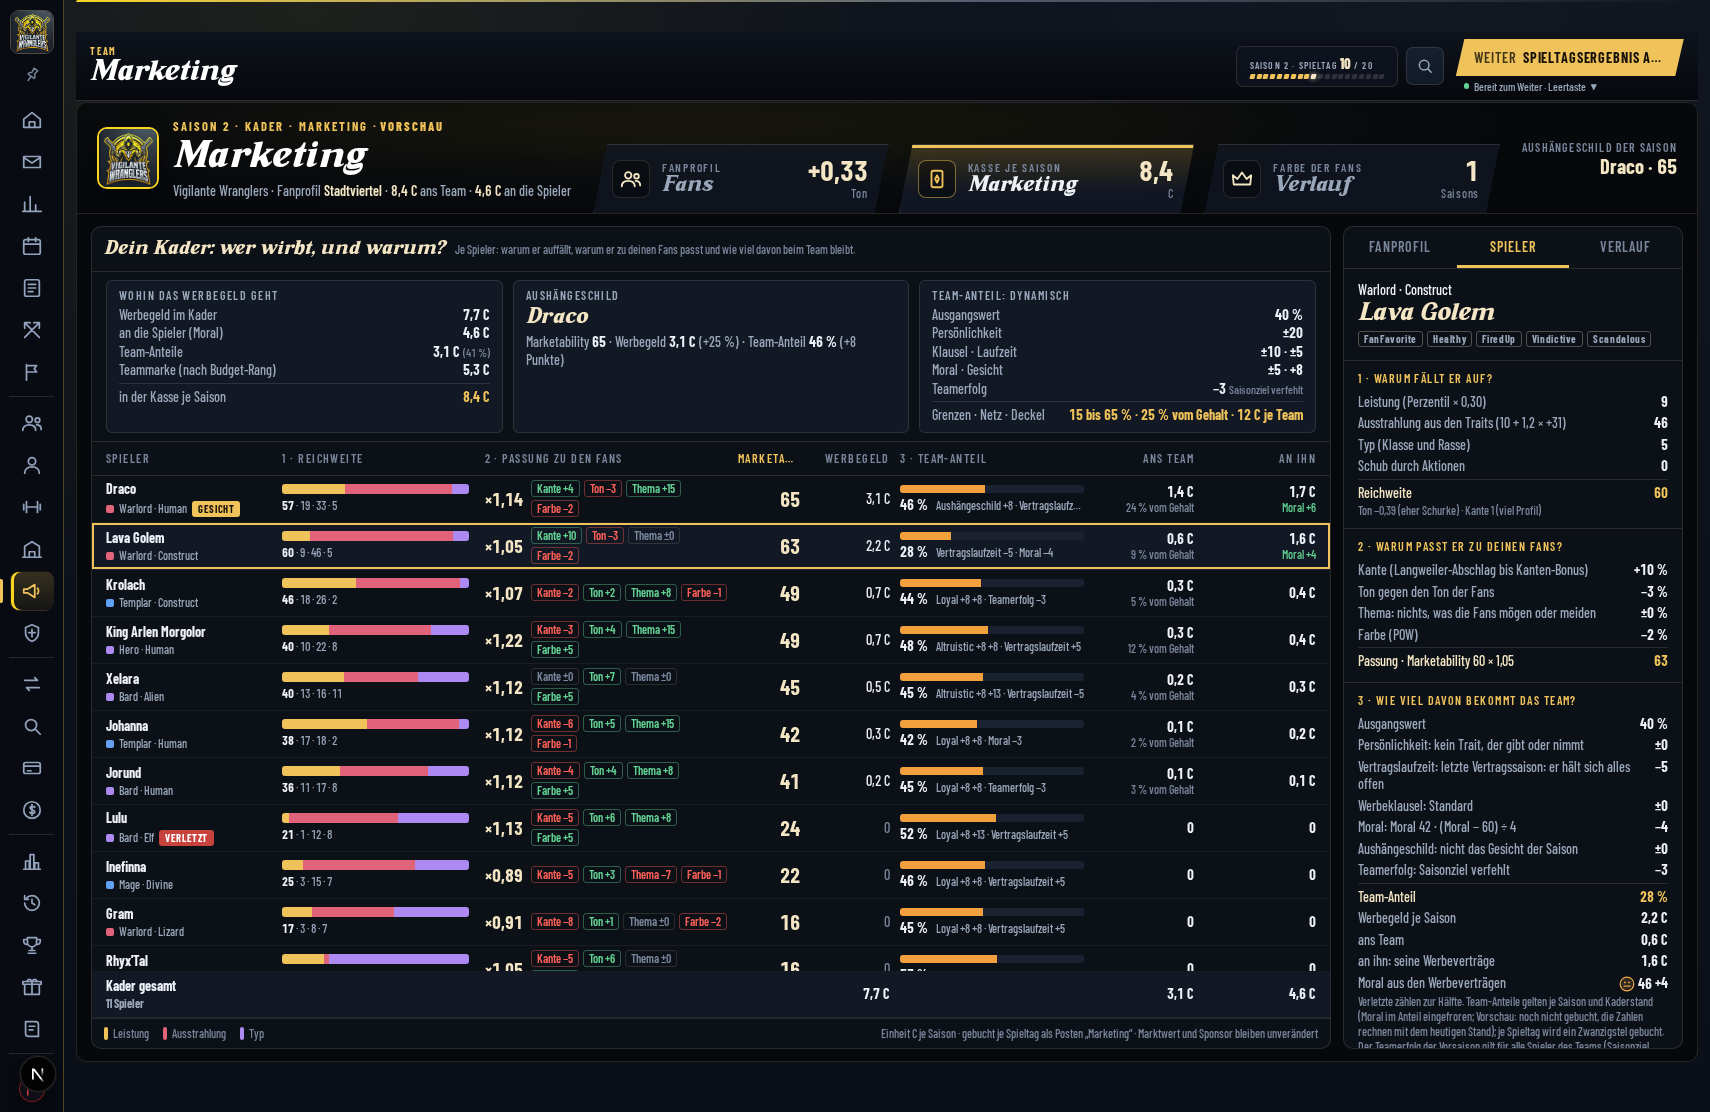 TEAM
Marketing
SAISON 2 · SPIELTAG 10 / 20
WEITER SPIELTAGSERGEBNIS A...
Bereit zum Weiter · Leertaste ▼
VIGILANTE WRANGLERS
SAISON 2 · KADER · MARKETING · VORSCHAU
Marketing
Vigilante Wranglers · Fanprofil Stadtviertel · 8,4 C ans Team · 4,6 C an die Spieler
FANPROFIL
Fans
+0,33
Ton
KASSE JE SAISON
Marketing
8,4
C
FARBE DER FANS
Verlauf
1
Saisons
AUSHÄNGESCHILD DER SAISON
Draco · 65
Dein Kader: wer wirbt, und warum? Je Spieler: warum er auffällt, warum er zu deinen Fans passt und wie viel davon beim Team bleibt.
WOHIN DAS WERBEGELD GEHT
Werbegeld im Kader 7,7 C
an die Spieler (Moral) 4,6 C
Team-Anteile 3,1 C (41 %)
Teammarke (nach Budget-Rang) 5,3 C
in der Kasse je Saison 8,4 C
AUSHÄNGESCHILD
Draco
Marketability 65 · Werbegeld 3,1 C (+25 %) · Team-Anteil 46 % (+8
Punkte)
TEAM-ANTEIL: DYNAMISCH
Ausgangswert 40 %
Persönlichkeit ±20
Klausel · Laufzeit ±10 · ±5
Moral · Gesicht ±5 · +8
Teamerfolg −3 Saisonziel verfehlt
Grenzen · Netz · Deckel 15 bis 65 % · 25 % vom Gehalt · 12 C je Team
SPIELER 1 · REICHWEITE 2 · PASSUNG ZU DEN FANS MARKETA... WERBEGELD 3 · TEAM-ANTEIL ANS TEAM AN IHN
Draco
Warlord · Human GESICHT
57 · 19 · 33 · 5
×1,14 Kante +4 Ton −3 Thema +15
Farbe −2
65 3,1 C
46 % Aushängeschild +8 · Vertragslaufz...
1,4 C
24 % vom Gehalt
1,7 C
Moral +6
Lava Golem
Warlord · Construct
60 · 9 · 46 · 5
×1,05 Kante +10 Ton −3 Thema ±0
Farbe −2
63 2,2 C
28 % Vertragslaufzeit −5 · Moral −4
0,6 C
9 % vom Gehalt
1,6 C
Moral +4
Krolach
Templar · Construct
46 · 18 · 26 · 2
×1,07 Kante −2 Ton +2 Thema +8 Farbe −1
49 0,7 C
44 % Loyal +8 +8 · Teamerfolg −3
0,3 C
5 % vom Gehalt
0,4 C
King Arlen Morgolor
Hero · Human
40 · 10 · 22 · 8
×1,22 Kante −3 Ton +4 Thema +15
Farbe +5
49 0,7 C
48 % Altruistic +8 +8 · Vertragslaufzeit +5
0,3 C
12 % vom Gehalt
0,4 C
Xelara
Bard · Alien
40 · 13 · 16 · 11
×1,12 Kante ±0 Ton +7 Thema ±0
Farbe +5
45 0,5 C
45 % Altruistic +8 +13 · Vertragslaufzeit −5
0,2 C
4 % vom Gehalt
0,3 C
Johanna
Templar · Human
38 · 17 · 18 · 2
×1,12 Kante −6 Ton +5 Thema +15
Farbe −1
42 0,3 C
42 % Loyal +8 +8 · Moral −3
0,1 C
2 % vom Gehalt
0,2 C
Jorund
Bard · Human
36 · 11 · 17 · 8
×1,12 Kante −4 Ton +4 Thema +8
Farbe +5
41 0,2 C
45 % Loyal +8 +8 · Teamerfolg −3
0,1 C
3 % vom Gehalt
0,1 C
Lulu
Bard · Elf VERLETZT
21 · 1 · 12 · 8
×1,13 Kante −5 Ton +6 Thema +8
Farbe +5
24 0
52 % Loyal +8 +13 · Vertragslaufzeit +5
0 0
Inefinna
Mage · Divine
25 · 3 · 15 · 7
×0,89 Kante −5 Ton +3 Thema −7 Farbe −1
22 0
46 % Loyal +8 +8 · Vertragslaufzeit +5
0 0
Gram
Warlord · Lizard
17 · 3 · 8 · 7
×0,91 Kante −8 Ton +1 Thema ±0 Farbe −2
16 0
45 % Loyal +8 +8 · Vertragslaufzeit +5
0 0
Rhyx'Tal
×1,05 Kante −5 Ton +6 Thema ±0
16 0
0 0
Kader gesamt
11 Spieler
7,7 C 3,1 C 4,6 C
Leistung Ausstrahlung Typ
Einheit C je Saison · gebucht je Spieltag als Posten „Marketing“ · Marktwert und Sponsor bleiben unverändert
FANPROFIL SPIELER VERLAUF
Warlord · Construct
Lava Golem
FanFavorite Healthy FiredUp Vindictive Scandalous
1 · WARUM FÄLLT ER AUF?
Leistung (Perzentil × 0,30) 9
Ausstrahlung aus den Traits (10 + 1,2 × +31) 46
Typ (Klasse und Rasse) 5
Schub durch Aktionen 0
Reichweite 60
Ton −0,39 (eher Schurke) · Kante 1 (viel Profil)
2 · WARUM PASST ER ZU DEINEN FANS?
Kante (Langweiler-Abschlag bis Kanten-Bonus) +10 %
Ton gegen den Ton der Fans −3 %
Thema: nichts, was die Fans mögen oder meiden ±0 %
Farbe (POW) −2 %
Passung · Marketability 60 × 1,05 63
3 · WIE VIEL DAVON BEKOMMT DAS TEAM?
Ausgangswert 40 %
Persönlichkeit: kein Trait, der gibt oder nimmt ±0
Vertragslaufzeit: letzte Vertragssaison: er hält sich alles −5
offen
Werbeklausel: Standard ±0
Moral: Moral 42 · (Moral − 60) ÷ 4 −4
Aushängeschild: nicht das Gesicht der Saison ±0
Teamerfolg: Saisonziel verfehlt −3
Team-Anteil 28 %
Werbegeld je Saison 2,2 C
ans Team 0,6 C
an ihn: seine Werbeverträge 1,6 C
Moral aus den Werbeverträgen 46 +4
Verletzte zählen zur Hälfte. Team-Anteile gelten je Saison und Kaderstand
(Moral im Anteil eingefroren; Vorschau: noch nicht gebucht, die Zahlen
rechnen mit dem heutigen Stand); je Spieltag wird ein Zwanzigstel gebucht.
Der Teamerfolg der Vorsaison gilt für alle Spieler des Teams (Saisonziel
N